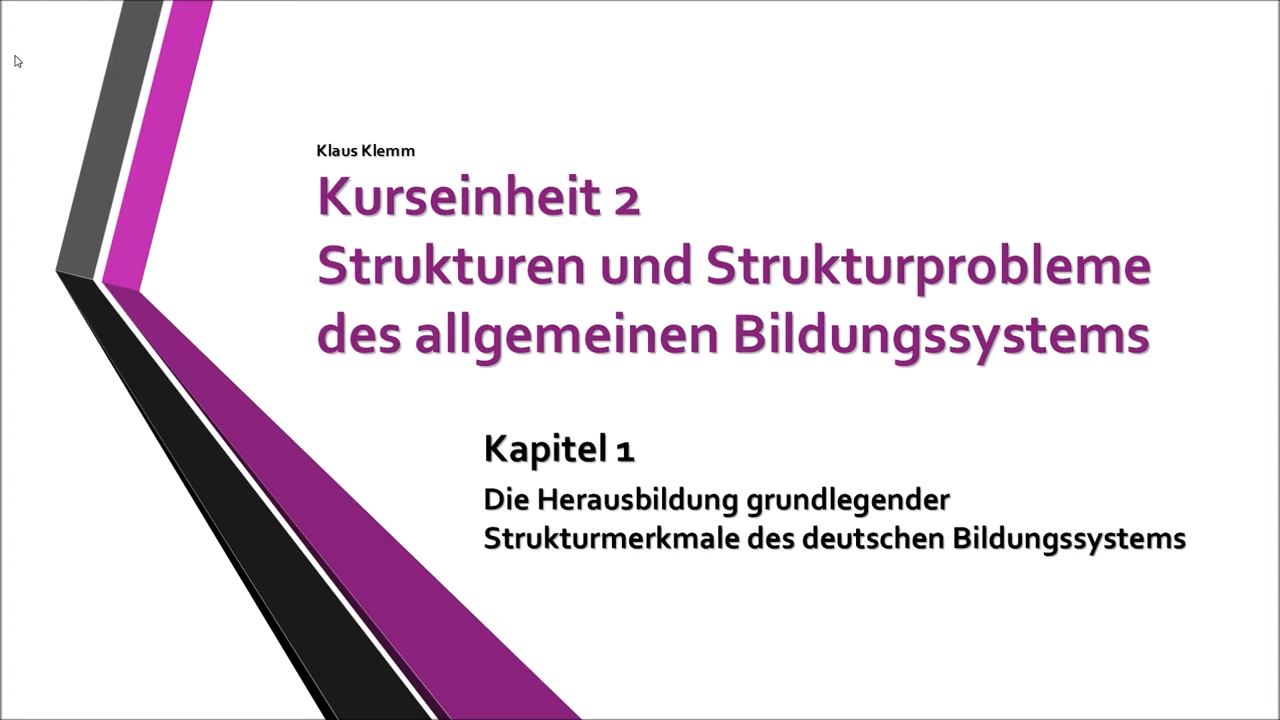 Klaus Klemm
Kurseinheit 2
Strukturen und Strukturprobleme
des allgemeinen Bildungssystems
Kapitel 1
Die Herausbildung grundlegender
Strukturmerkmale des deutschen Bildungssystems